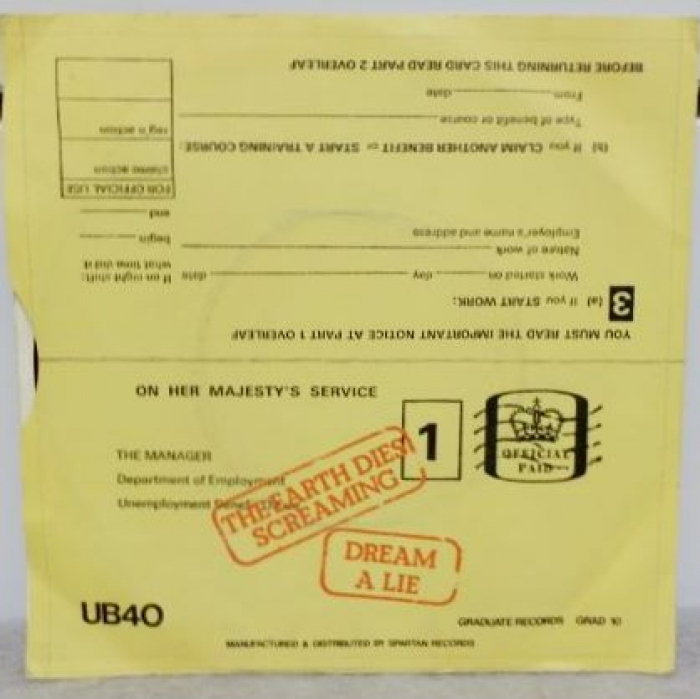 BEFORE RETURNING THIS CARD READ PART 2 OVERLEAF
From date
Type of benefit or course
(b) If you CLAIM ANOTHER BENEFIT or START A TRAINING COURSE:
reg'n action
claims action
FOR OFFICIAL USE
end
begin
what time did it
If on night shift:
Employer's name and address
Nature of work
Work started on day date
3 (a) If you START WORK:
YOU MUST READ THE IMPORTANT NOTICE AT PART 1 OVERLEAF
ON HER MAJESTY'S SERVICE
1
OFFICIAL
PAID
THE MANAGER
Department of Employment
Unemployment
THE EARTH DIES
SCREAMING
DREAM
A LIE
UB40
GRADUATE RECORDS GRAD 10
MANUFACTURED & DISTRIBUTED BY SPARTAN RECORDS